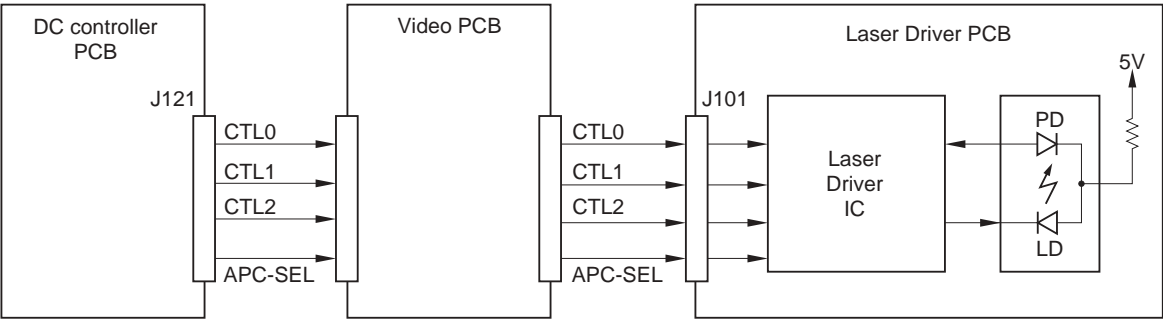 DC controller
PCB
J121
CTL0
CTL1
CTL2
APC-SEL
Video PCB
CTL0
CTL1
CTL2
APC-SEL
Laser Driver PCB
J101
Laser
Driver
IC
5V
PD
LD